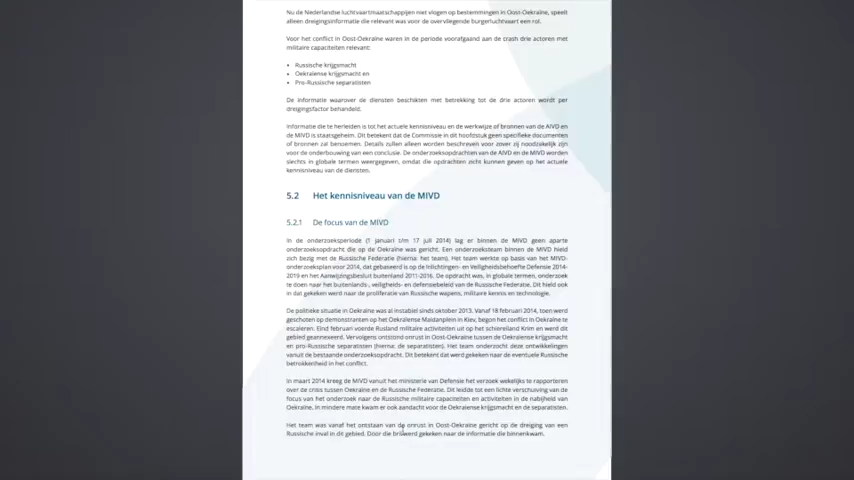 Nu de Nederlandse luchtvaartmaatschappijen niet vlogen op bestemmingen in Oost-Oekraïne, speelt
alleen dreigingsinformatie die relevant was voor de overvliegende burgerluchtvaart een rol.
Voor het conflict in Oost-Oekraïne waren in de periode voorafgaand aan de crash drie actoren met
militaire capaciteiten relevant:
• Russische krijgsmacht
• Oekraïense krijgsmacht en
• Pro-Russische separatisten
De informatie waarover de diensten beschikten met betrekking tot de drie actoren wordt per
dreigingsfactor behandeld.
Informatie die te herleiden is tot het actuele kennisniveau en de werkwijze of bronnen van de AIVD en
de MIVD is staatsgeheim. Dit betekent dat de Commissie in dit hoofdstuk geen specifieke documenten
of bronnen zal benoemen. Details zullen alleen worden beschreven voor zover zij noodzakelijk zijn
voor de onderbouwing van een conclusie. De onderzoeksopdrachten van de AIVD en de MIVD worden
slechts in globale termen weergegeven, omdat die opdrachten zicht kunnen geven op het actuele
kennisniveau van de diensten.
5.2 Het kennisniveau van de MIVD
5.2.1 De focus van de MIVD
In de onderzoeksperiode (1 januari t/m 17 juli 2014) lag er binnen de MIVD geen aparte
onderzoeksopdracht die op de Oekraïne was gericht. Een onderzoeksteam binnen de MIVD hield
zich bezig met de Russische Federatie (hierna: het team). Het team werkte op basis van het MIVD-
onderzoeksplan voor 2014, dat gebaseerd is op de Inlichtingen- en Veiligheidsbehoefte Defensie 2014-
2019 en het Aanwijzingsbesluit buitenland 2011-2016. De opdracht was, in globale termen, onderzoek
te doen naar het buitenlands-, veiligheids- en defensiebeleid van de Russische Federatie. Dit hield ook
in dat gekeken werd naar de proliferatie van Russische wapens, militaire kennis en technologie.
De politieke situatie in Oekraïne was al instabiel sinds oktober 2013. Vanaf 18 februari 2014, toen werd
geschoten op demonstranten op het Oekraïense Maidanplein in Kiev, begon het conflict in Oekraïne te
escaleren. Eind februari voerde Rusland militaire activiteiten uit op het schiereiland Krim en werd dit
gebied geannexeerd. Vervolgens ontstond onrust in Oost-Oekraïne tussen de Oekraïense krijgsmacht
en pro-Russische separatisten (hierna: de separatisten). Het team onderzocht deze ontwikkelingen
vanuit de bestaande onderzoeksopdracht. Dit betekent dat werd gekeken naar de eventuele Russische
betrokkenheid in het conflict.
In maart 2014 kreeg de MIVD vanuit het ministerie van Defensie het verzoek wekelijks te rapporteren
over de crisis tussen Oekraïne en de Russische Federatie. Dit leidde tot een lichte verschuiving van de
focus van het onderzoek naar de Russische militaire capaciteiten en activiteiten in de nabijheid van
Oekraïne. In mindere mate kwam er ook aandacht voor de Oekraïense krijgsmacht en de separatisten.
Het team was vanaf het ontstaan van de onrust in Oost-Oekraïne gericht op de dreiging van een
Russische inval in dit gebied. Door die bril werd gekeken naar de informatie die binnenkwam.